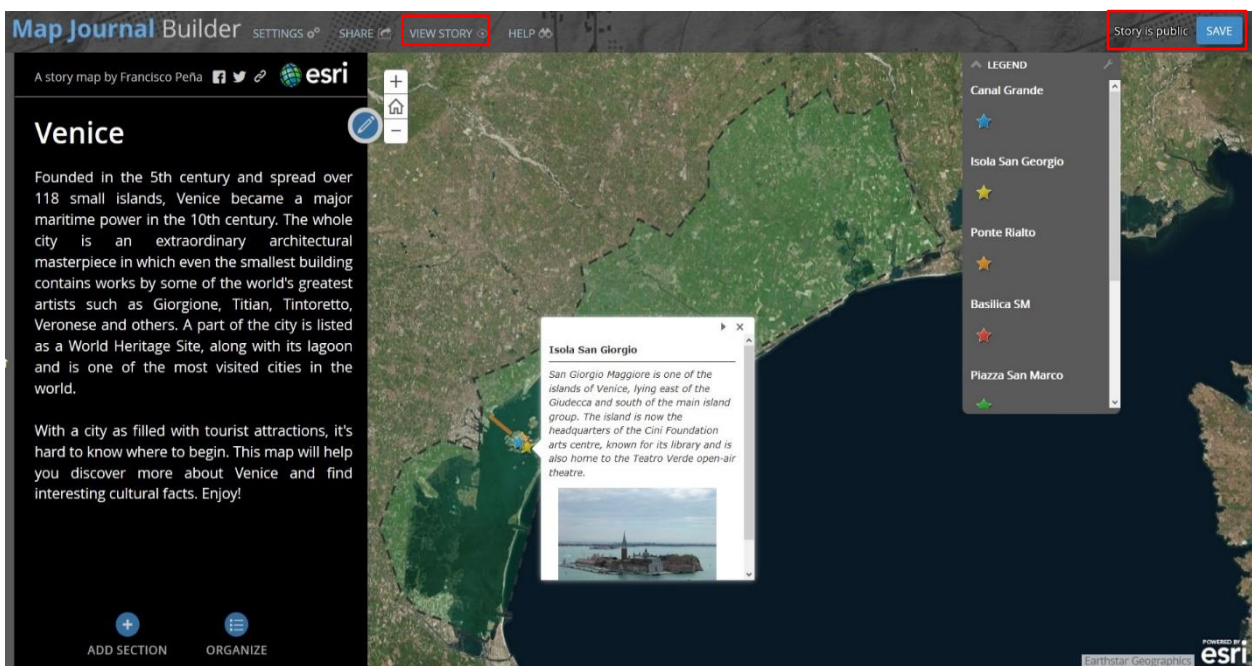 Map Journal Builder SETTINGS SHARE VIEW STORY HELP
Story is public SAVE
A story map by Francisco Peña esri
Venice
Founded in the 5th century and spread over
118 small islands, Venice became a major
maritime power in the 10th century. The whole
city is an extraordinary architectural
masterpiece in which even the smallest building
contains works by some of the world's greatest
artists such as Giorgione, Titian, Tintoretto,
Veronese and others. A part of the city is listed
as a World Heritage Site, along with its lagoon
and is one of the most visited cities in the
world.
With a city as filled with tourist attractions, it's
hard to know where to begin. This map will help
you discover more about Venice and find
interesting cultural facts. Enjoy!
ADD SECTION
ORGANIZE
Isola San Giorgio
San Giorgio Maggiore is one of the
islands of Venice, lying east of the
Giudecca and south of the main island
group. The island is now the
headquarters of the Cini Foundation
arts centre, known for its library and is
also home to the Teatro Verde open-air
theatre.
LEGEND
Canal Grande
Isola San Georgio
Ponte Rialto
Basilica SM
Piazza San Marco
Earthstar Geographics
POWERED BY
esri